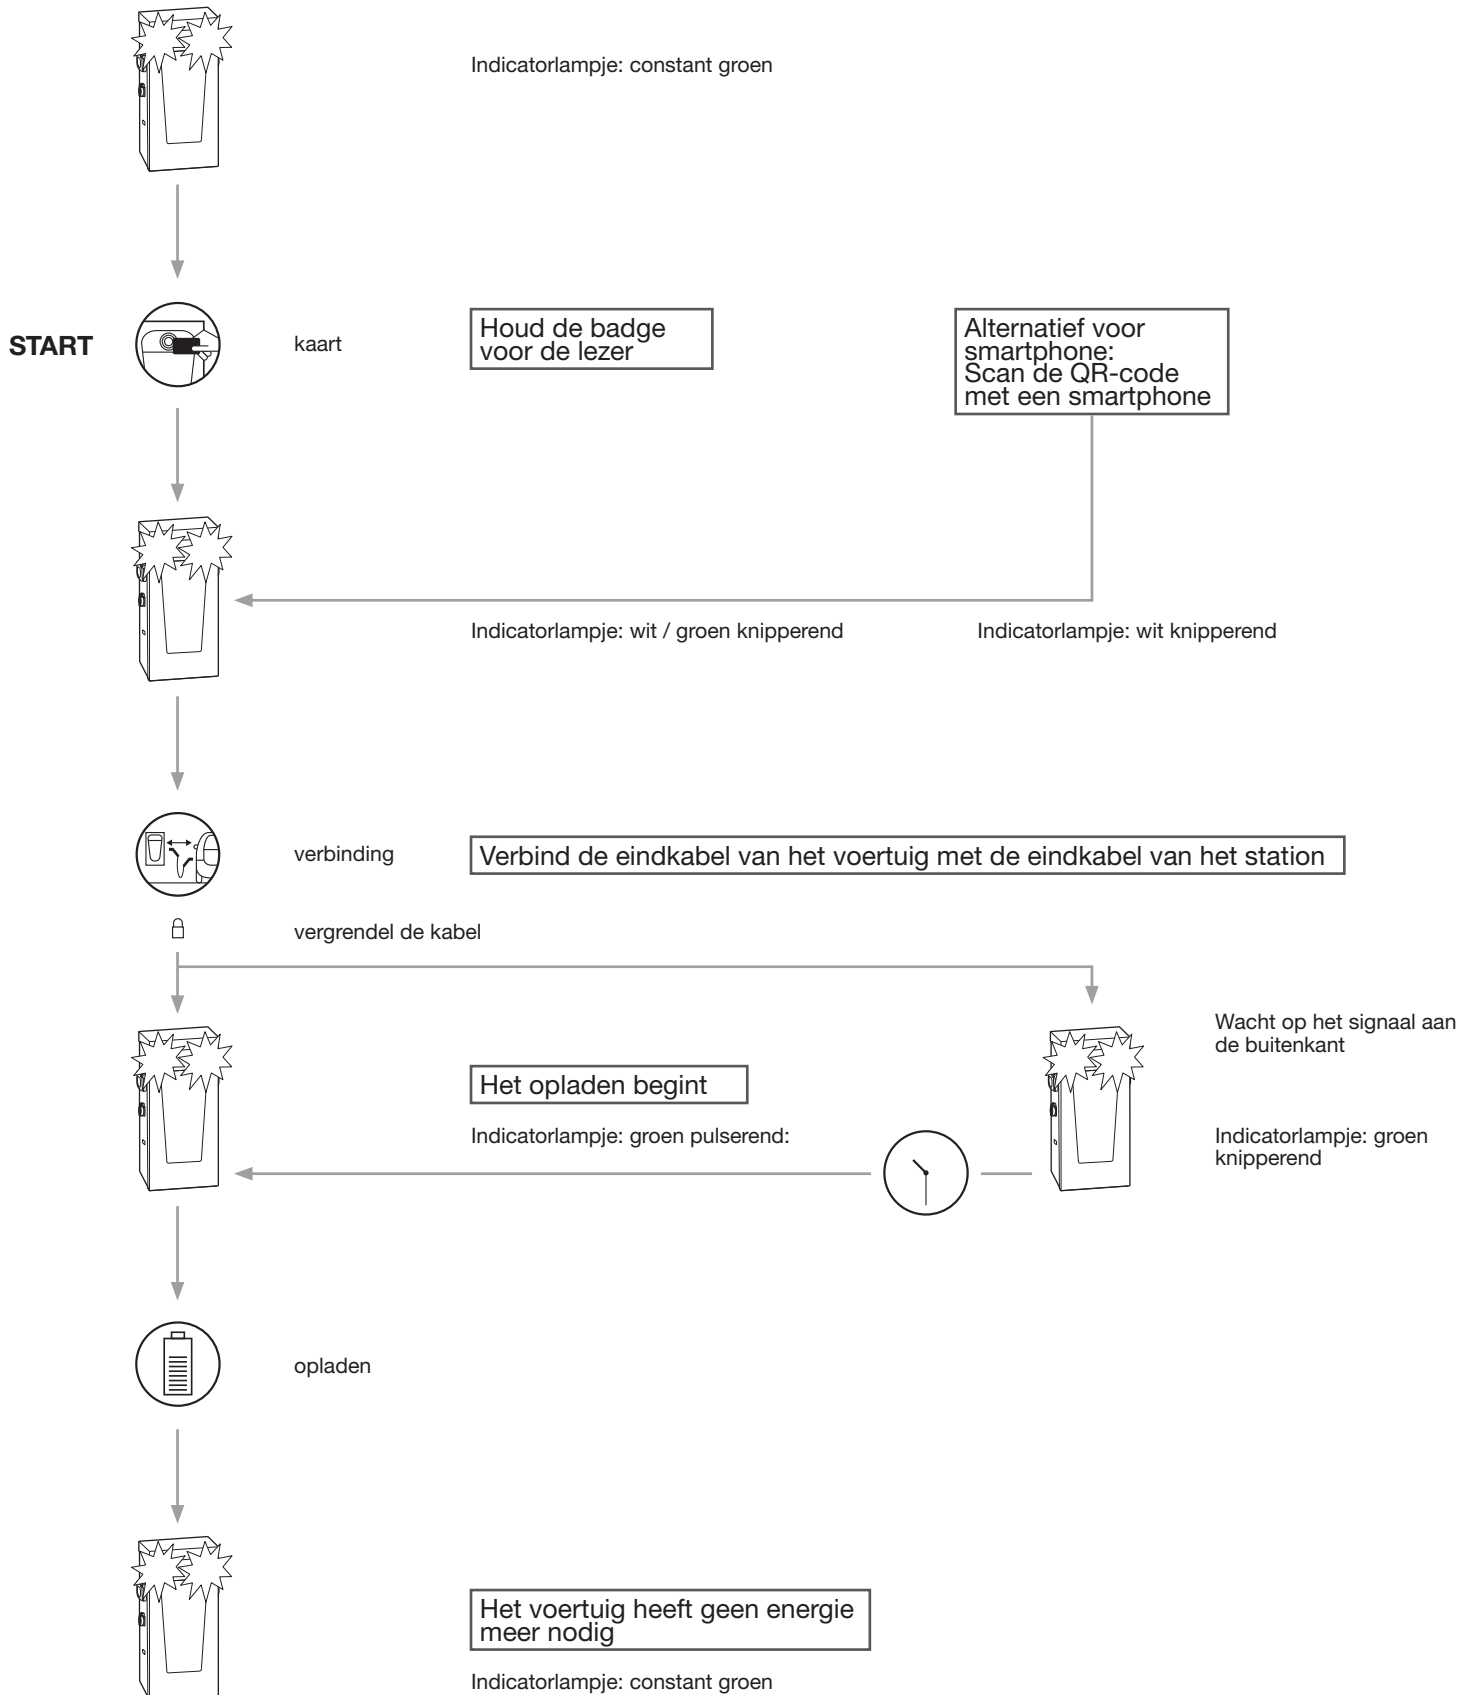 Indicatorlampje: constant groen
START
kaart
Houd de badge
voor de lezer
Alternatief voor
smartphone:
Scan de QR-code
met een smartphone
Indicatorlampje: wit / groen knipperend
Indicatorlampje: wit knipperend
verbinding
Verbind de eindkabel van het voertuig met de eindkabel van het station
vergrendel de kabel
Wacht op het signaal aan
de buitenkant
Het opladen begint
Indicatorlampje: groen pulserend:
Indicatorlampje: groen
knipperend
opladen
Het voertuig heeft geen energie
meer nodig
Indicatorlampje: constant groen